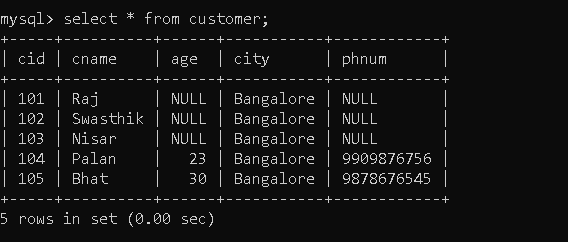 mysql> select * from customer;
+-----+----------+------+-----------+------------+
| cid | cname    | age  | city      | phnum      |
+-----+----------+------+-----------+------------+
| 101 | Raj      | NULL | Bangalore | NULL       |
| 102 | Swasthik | NULL | Bangalore | NULL       |
| 103 | Nisar    | NULL | Bangalore | NULL       |
| 104 | Palan    |   23 | Bangalore | 9909876756 |
| 105 | Bhat     |   30 | Bangalore | 9878676545 |
+-----+----------+------+-----------+------------+
5 rows in set (0.00 sec)